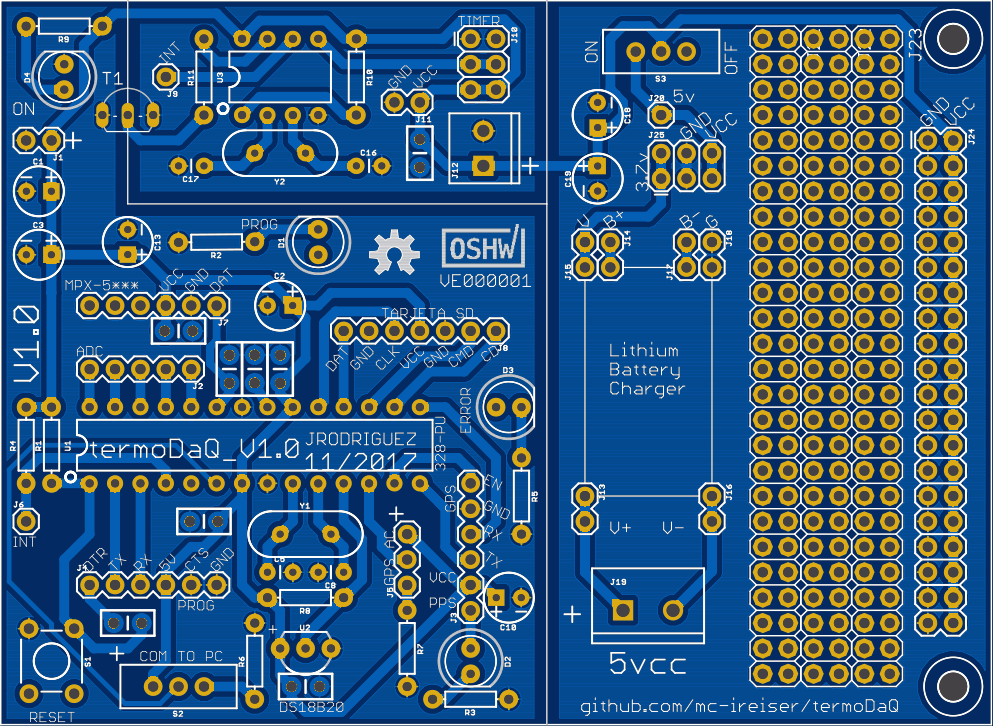 R9
D4
T1
ON
C1
J1
+
C3
C13
INT
J9
R11
U3
R10
TIMER
J10
GND
VCC
J11
J12
+
C17
Y2
C16
PROG
R2
D1
OSHW
VE000001
MPX-5***
VCC
GND
DAT
J7
C2
V1.0
ADC
J2
TARJETA SD
J8
DAT
GND
CLK
VCC
GND
CMD
CD
D3
ERROR
R4
R1
U1
termoDaQ_V1.0
JRODRIGUEZ
11/2017
328-PU
R5
J6
INT
J4
DTR
TX
RX
5V
CTS
GND
PROG
Y1
C8
R8
+
GPS AC
J5
GPS
EN
GND
RX
TX
VCC
PPS
J3
C10
S1
RESET
+
COM TO PC
S2
R6
+
U2
DS18B20
R7
D2
R3
ON
S3
OFF
C18
J20
5v
J25
GND
VCC
3.7v
C19
J23
GND
VCC
J24
B+
J14
J15
B-
G
J18
J17
Lithium
Battery
Charger
J13
J16
V+
V-
J19
+
5vcc
github.com/mc-ireiser/termoDaQ